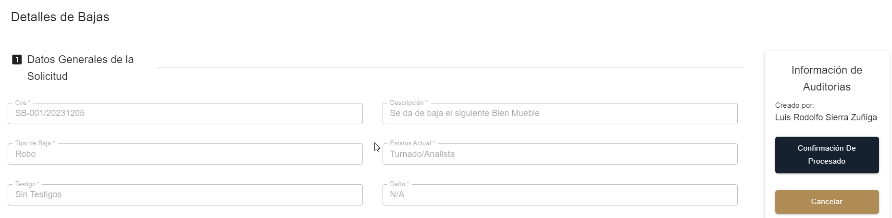 Detalles de Bajas
1 Datos Generales de la
Solicitud
Cve *
SB-001/20231205
Descripción *
Se da de baja el siguiente Bien Mueble
Tipo de Baja *
Robo
Estatus Actual *
Turnado/Analista
Testigo *
Sin Testigos
Daño *
N/A
Información de
Auditorias
Creado por:
Luis Rodolfo Sierra Zuñiga
Confirmación De
Procesado
Cancelar